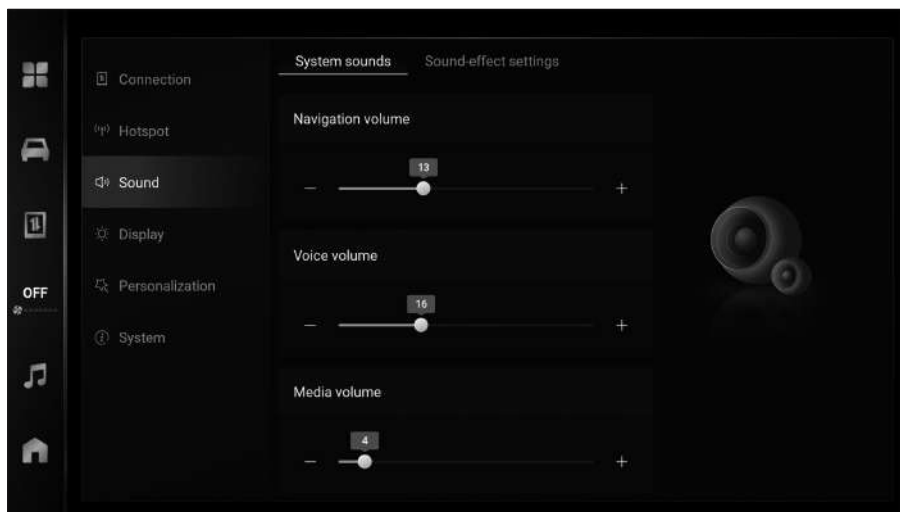 System sounds
Sound-effect settings
Connection
Hotspot
Sound
Display
Personalization
System
OFF
Navigation volume
13
Voice volume
16
Media volume
4